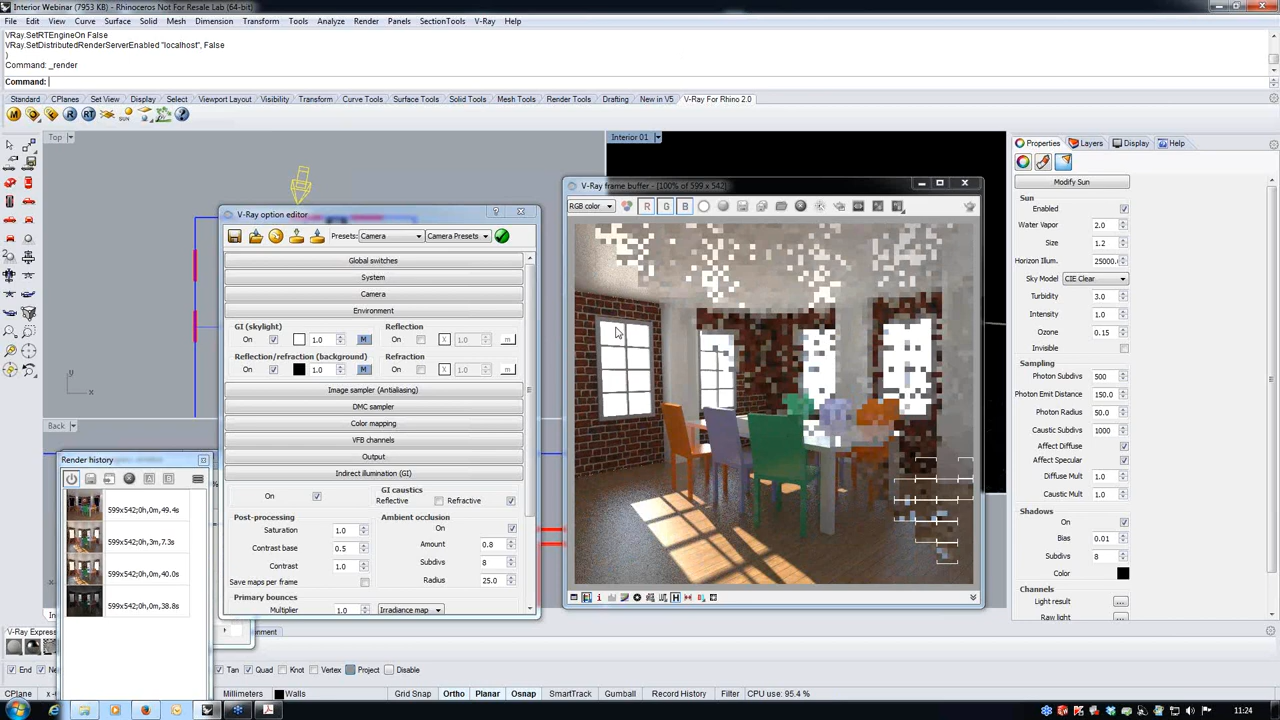 Interior Webinar (7953 KB) - Rhinoceros Not For Resale Lab (64-bit)
File Edit View Curve Surface Solid Mesh Dimension Transform Tools Analyze Render Panels SectionTools V-Ray Help
VRay.SetRTEngineOn False
VRay.SetDistributedRenderServerEnabled "localhost", False
)
Command: _render
Command:
Standard CPlanes Set View Display Select Viewport Layout Visibility Transform Curve Tools Surface Tools Solid Tools Mesh Tools Render Tools Drafting New in V5 V-Ray For Rhino 2.0
Top
Interior 01
Properties Layers Display Help
Modify Sun
Sun
Enabled
Water Vapor 2.0
Size 1.2
Horizon Illum. 25000.
Sky Model CIE Clear
Turbidity 3.0
Intensity 1.0
Ozone 0.15
Invisible
Sampling
Photon Subdivs 500
Photon Emit Distance 150.0
Photon Radius 50.0
Caustic Subdivs 1000
Affect Diffuse
Affect Specular
Diffuse Mult 1.0
Caustic Mult 1.0
Shadows
On
Bias 0.01
Subdivs 8
Color
Channels
Light result ...
Raw light ...
V-Ray frame buffer - [100% of 599 x 542]
RGB color R G B
V-Ray option editor
Presets: Camera Camera Presets
Global switches
System
Camera
Environment
GI (skylight) Reflection
On 1.0 M On X 1.0 m
Reflection/refraction (background) Refraction
On 1.0 M On X 1.0 m
Image sampler (Antialiasing)
DMC sampler
Color mapping
VFB channels
Output
Indirect illumination (GI)
On GI caustics
Reflective Refractive
Post-processing Ambient occlusion
Saturation 1.0 On
Contrast base 0.5 Amount 0.8
Contrast 1.0 Subdivs 8
Save maps per frame Radius 25.0
Primary bounces
Multiplier 1.0 Irradiance map
y
x
Back
Render history
599x542;0h,0m,49.4s
599x542;0h,3m,7.3s
599x542;0h,0m,40.0s
599x542;0h,0m,38.8s
V-Ray Expres
End Tan Quad Knot Vertex Project Disable
CPlane Millimeters Walls Grid Snap Ortho Planar Osnap SmartTrack Gumball Record History Filter CPU use: 95.4 %
11:24